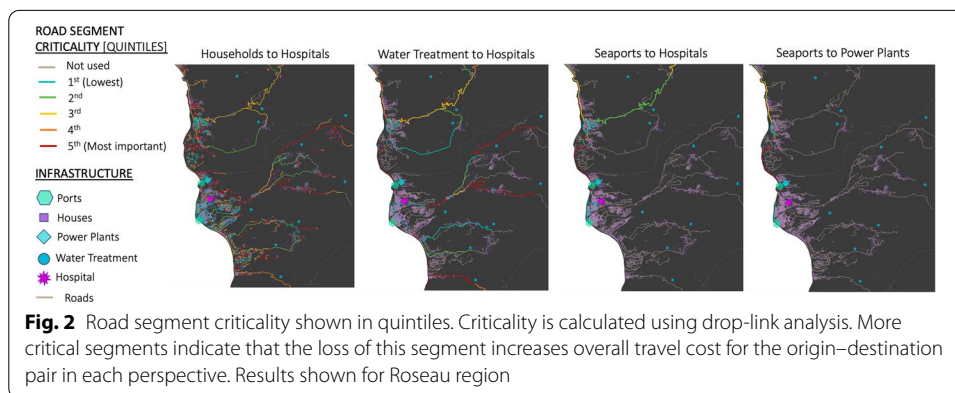 ROAD SEGMENT
CRITICALITY [QUINTILES]
Not used
1st (Lowest)
2nd
3rd
4th
5th (Most important)
INFRASTRUCTURE
Ports
Houses
Power Plants
Water Treatment
Hospital
Roads
Households to Hospitals
Water Treatment to Hospitals
Seaports to Hospitals
Seaports to Power Plants
Fig. 2 Road segment criticality shown in quintiles. Criticality is calculated using drop-link analysis. More
critical segments indicate that the loss of this segment increases overall travel cost for the origin–destination
pair in each perspective. Results shown for Roseau region